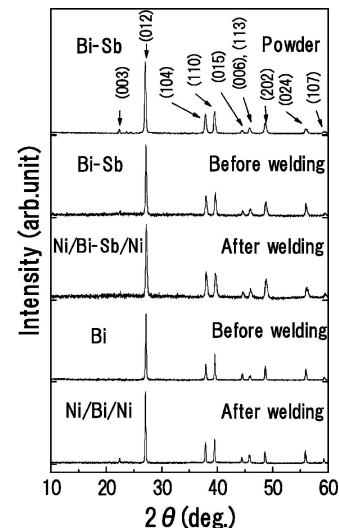 Bi-Sb
(012)
Powder
(003)
(104)
(110)
(015)
(006), (113)
(202)
(024)
(107)
Bi-Sb
Before welding
Ni/Bi-Sb/Ni
After welding
Bi
Before welding
Ni/Bi/Ni
After welding
Intensity (arb.unit)
10 20 30 40 50 60
2θ (deg.)